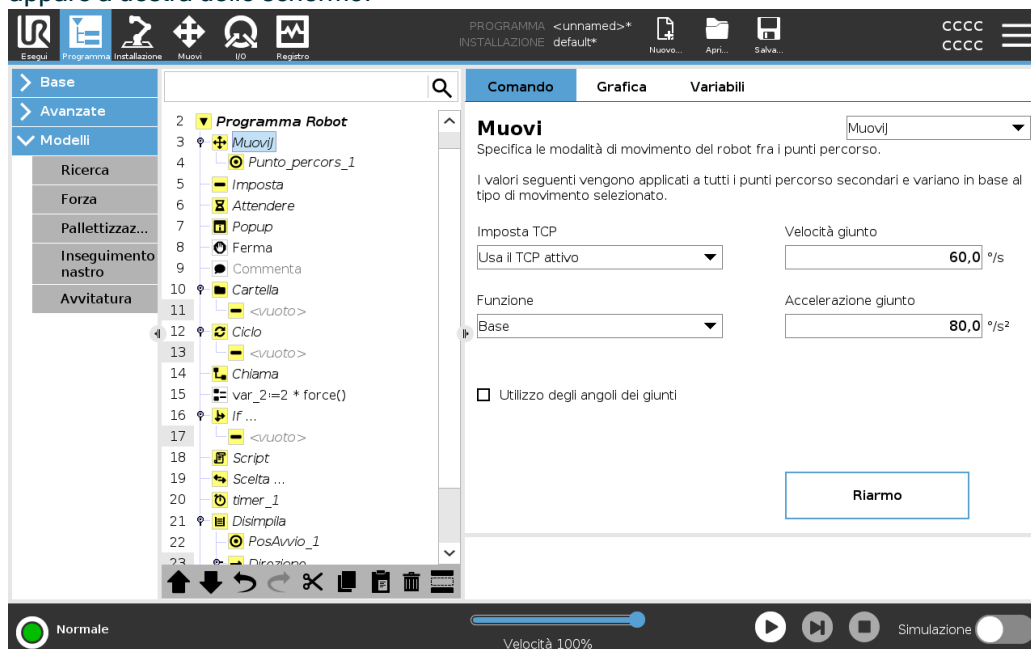 appare a destra dello schermo.
UR
Esegui
Programma
Installazione
Muovi
I/O
Registro
PROGRAMMA <unnamed>*
INSTALLAZIONE default*
Nuovo...
Apri...
Salva...
CCCC
CCCC
Base
Avanzate
Modelli
Ricerca
Forza
Pallettizzaz...
Inseguimento
nastro
Avvitatura
2 Programma Robot
3 MuoviJ
4 Punto_percors_1
5 Imposta
6 Attendere
7 Popup
8 Ferma
9 Commenta
10 Cartella
11 <vuoto>
12 Ciclo
13 <vuoto>
14 Chiama
15 var_2:=2 * force()
16 If ...
17 <vuoto>
18 Script
19 Scelta ...
20 timer_1
21 Disimpila
22 PosAvvio_1
23 Direzione
Comando
Grafica
Variabili
Muovi
MuoviJ
Specifica le modalità di movimento del robot fra i punti percorso.
I valori seguenti vengono applicati a tutti i punti percorso secondari e variano in base al
tipo di movimento selezionato.
Imposta TCP
Velocità giunto
Usa il TCP attivo
60,0 °/s
Funzione
Accelerazione giunto
Base
80,0 °/s²
Utilizzo degli angoli dei giunti
Riarmo
Normale
Velocità 100%
Simulazione